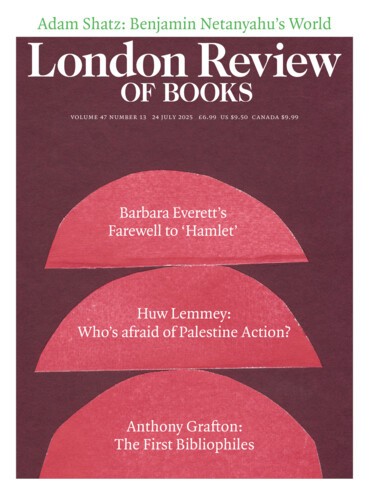 Adam Shatz: Benjamin Netanyahu’s World
London Review
OF BOOKS
VOLUME 47 NUMBER 13 24 JULY 2025 £6.99 US $9.50 CANADA $9.99
Barbara Everett’s
Farewell to ‘Hamlet’
Huw Lemmey:
Who’s afraid of Palestine Action?
Anthony Grafton:
The First Bibliophiles